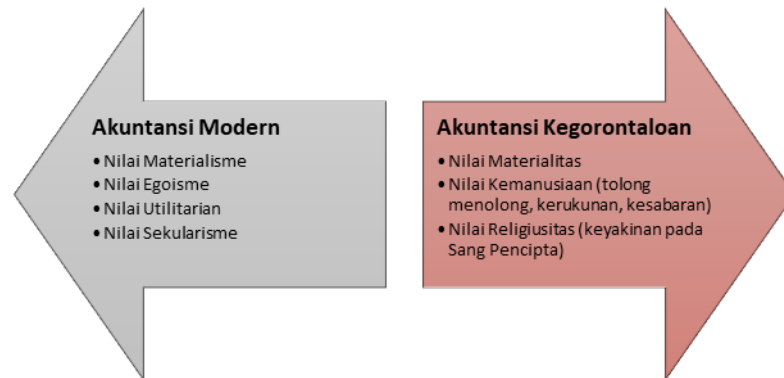 Akuntansi Modern
• Nilai Materialisme
• Nilai Egoisme
• Nilai Utilitarian
• Nilai Sekularisme
Akuntansi Kegorontaloan
• Nilai Materialitas
• Nilai Kemanusiaan (tolong
menolong, kerukunan, kesabaran)
• Nilai Religiusitas (keyakinan pada
Sang Pencipta)